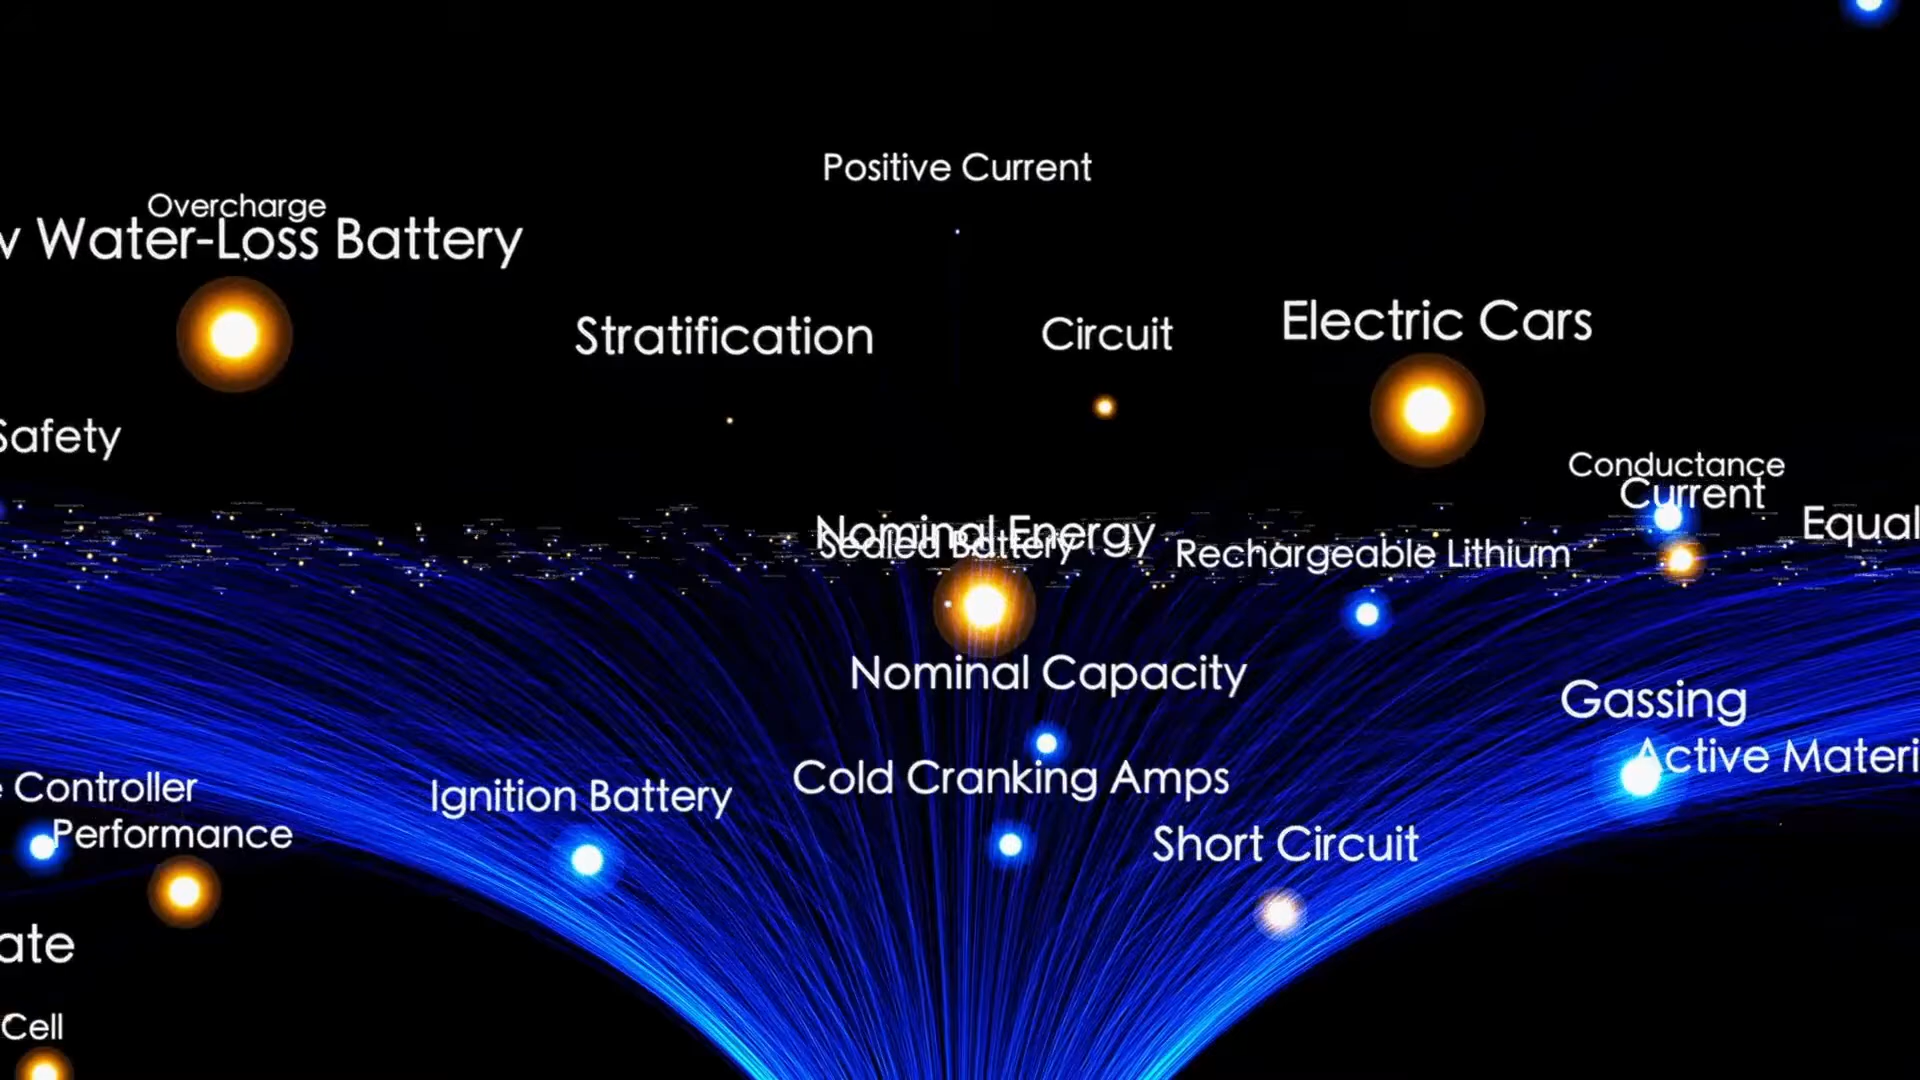 Positive Current
Overcharge
Water-Loss Battery
Stratification
Circuit
Electric Cars
Safety
Conductance
Current
Equal
Nominal Energy
Sealed Battery
Rechargeable Lithium
Nominal Capacity
Gassing
Active Materi
Controller
Ignition Battery
Cold Cranking Amps
Performance
Short Circuit
ate
Cell